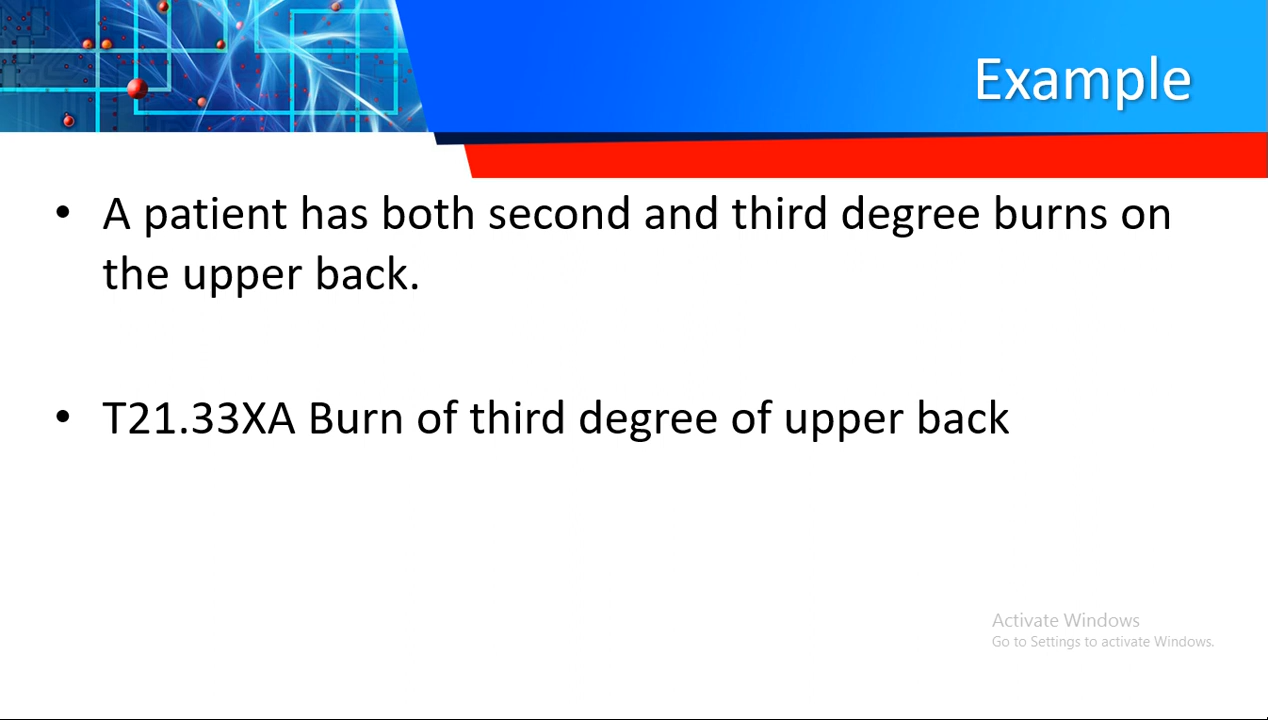 Example
• A patient has both second and third degree burns on
the upper back.
• T21.33XA Burn of third degree of upper back
Activate Windows
Go to Settings to activate Windows.